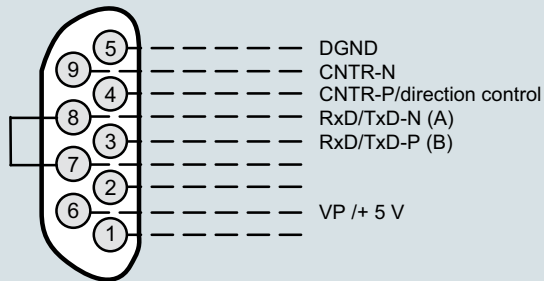 5 DGND
9 CNTR-N
4 CNTR-P/direction control
8 RxD/TxD-N (A)
3 RxD/TxD-P (B)
7
2
6 VP /+ 5 V
1